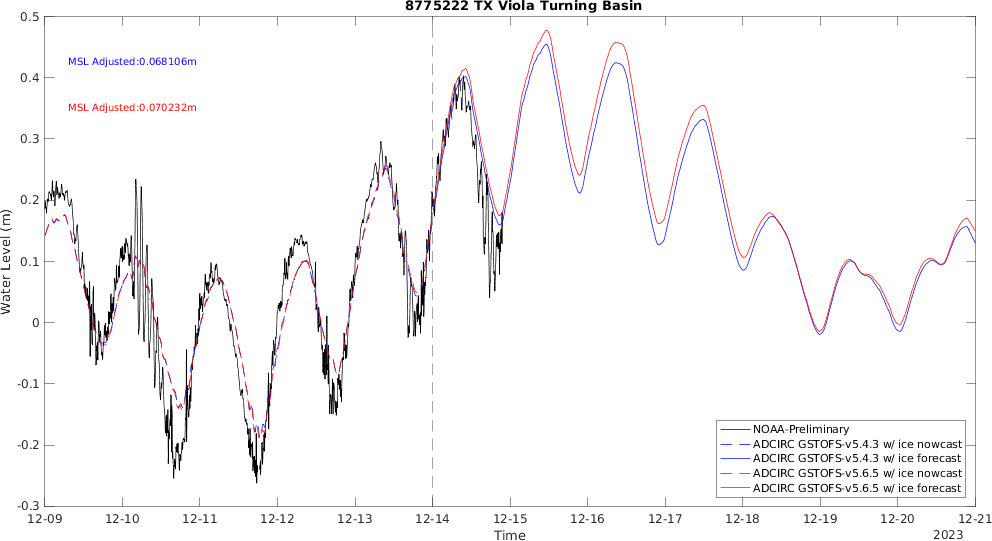 8775222 TX Viola Turning Basin
0.5
0.4
0.3
0.2
0.1
0
-0.1
-0.2
-0.3
Water Level (m)
MSL Adjusted:0.068106m
MSL Adjusted:0.070232m
NOAA-Preliminary
ADCIRC GSTOFS-v5.4.3 w/ ice nowcast
ADCIRC GSTOFS-v5.4.3 w/ ice forecast
ADCIRC GSTOFS-v5.6.5 w/ ice nowcast
ADCIRC GSTOFS-v5.6.5 w/ ice forecast
12-09 12-10 12-11 12-12 12-13 12-14 12-15 12-16 12-17 12-18 12-19 12-20 12-21
Time
2023